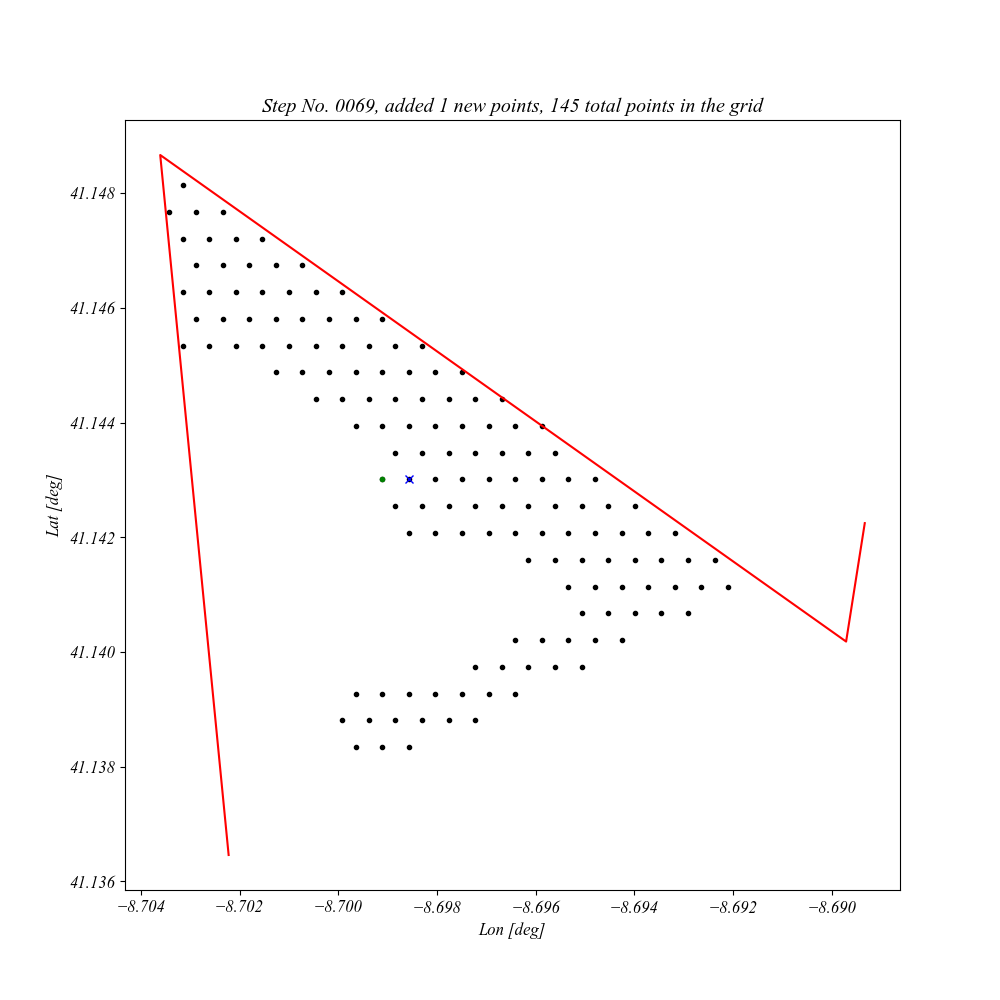 Step No. 0069, added 1 new points, 145 total points in the grid
41.148
41.146
41.144
41.142
41.140
41.138
41.136
Lat [deg]
−8.704 −8.702 −8.700 −8.698 −8.696 −8.694 −8.692 −8.690
Lon [deg]